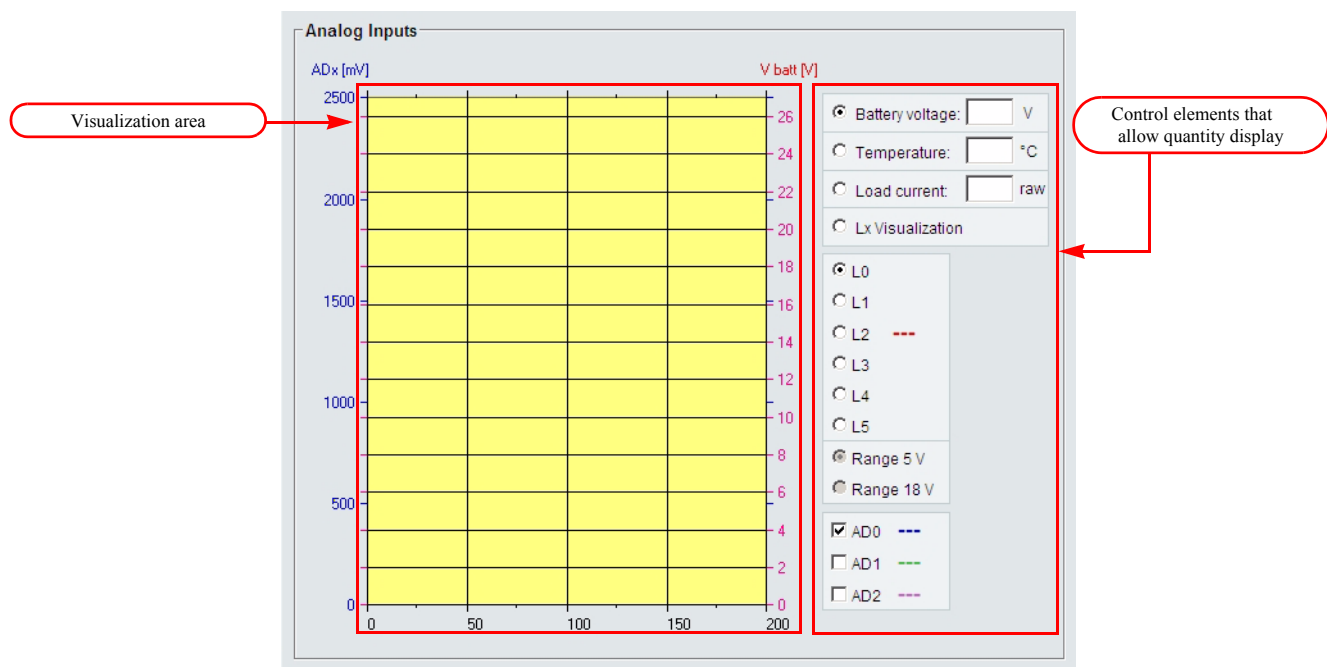 Analog Inputs
ADx [mV]
V batt [V]
2500
2000
1500
1000
500
0
26
24
22
20
18
16
14
12
10
8
6
4
2
0
0 50 100 150 200
Visualization area
Battery voltage: V
Temperature: °C
Load current: raw
Lx Visualization
L0
L1
L2 ---
L3
L4
L5
Range 5 V
Range 18 V
AD0 ---
AD1 ---
AD2 ---
Control elements that
allow quantity display